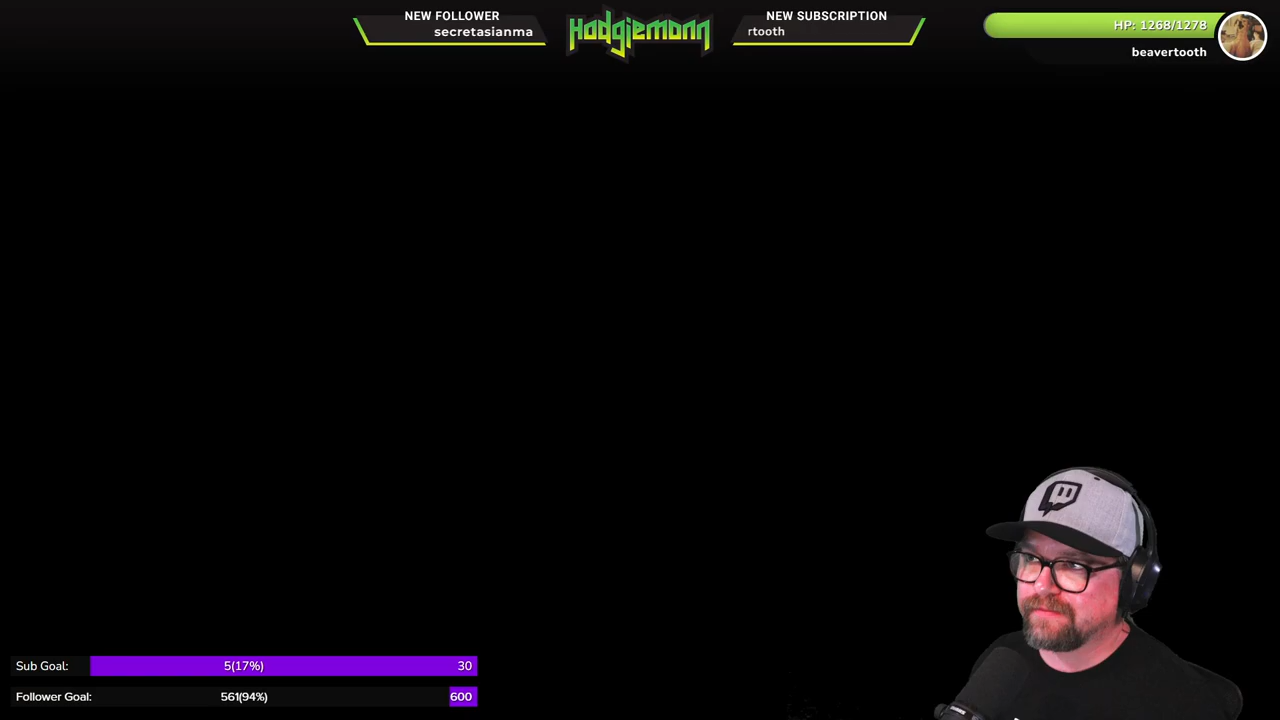 NEW FOLLOWER
secretasianma
Hodgiemann
NEW SUBSCRIPTION
rtooth
HP: 1268/1278
beavertooth
Sub Goal: 5(17%) 30
Follower Goal: 561(94%) 600